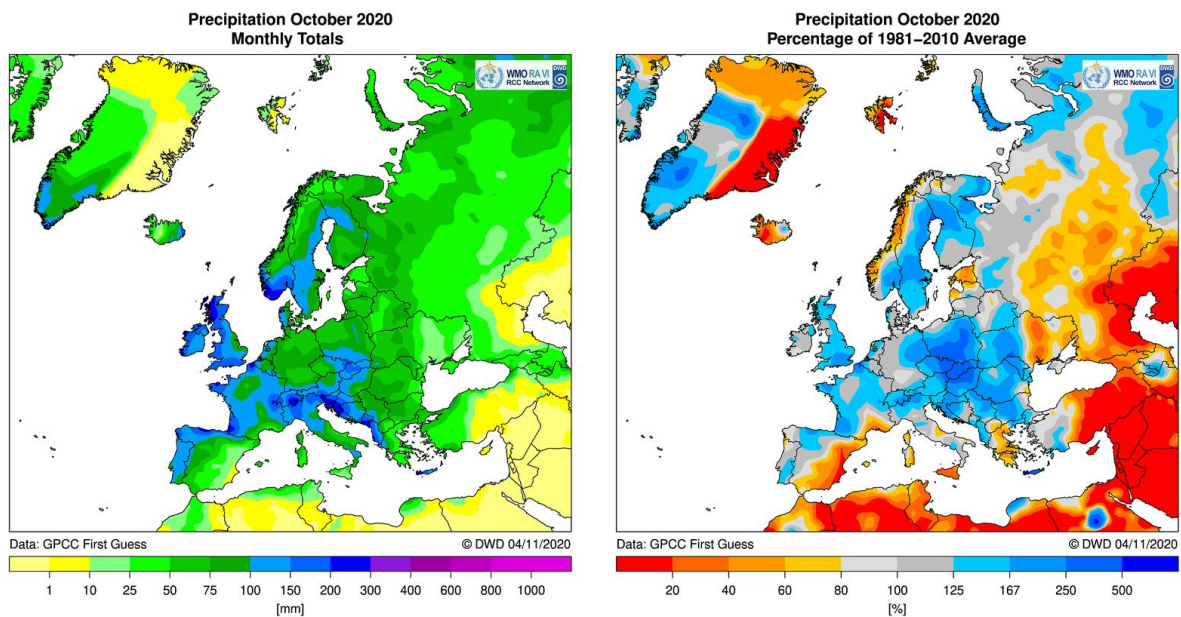 Precipitation October 2020
Monthly Totals
WMO RA VI
RCC Network
DWD
Data: GPCC First Guess
© DWD 04/11/2020
1 10 25 50 75 100 150 200 300 400 600 800 1000
[mm]
Precipitation October 2020
Percentage of 1981–2010 Average
WMO RA VI
RCC Network
DWD
Data: GPCC First Guess
© DWD 04/11/2020
20 40 60 80 100 125 167 250 500
[%]